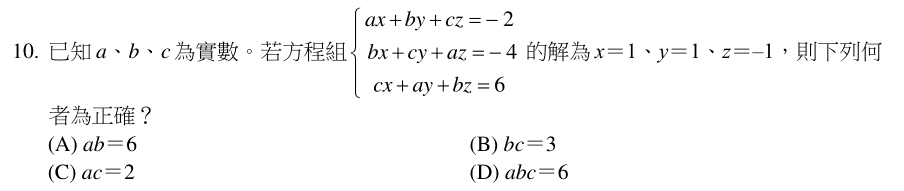 ax+by+cz=－2
10. 已知 a、b、c 為實數。若方程組 bx+cy+az=－4 的解為 x＝1、y＝1、z＝–1，則下列何
cx+ay+bz=6
者為正確？
(A) ab＝6 (B) bc＝3
(C) ac＝2 (D) abc＝6